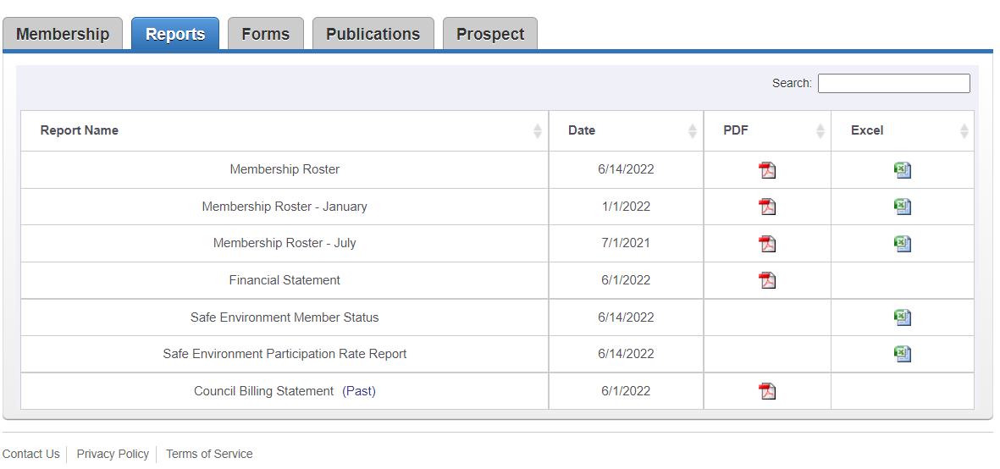 Membership Reports Forms Publications Prospect
Search:
Report Name Date PDF Excel
Membership Roster 6/14/2022
Membership Roster - January 1/1/2022
Membership Roster - July 7/1/2021
Financial Statement 6/1/2022
Safe Environment Member Status 6/14/2022
Safe Environment Participation Rate Report 6/14/2022
Council Billing Statement (Past) 6/1/2022
Contact Us Privacy Policy Terms of Service